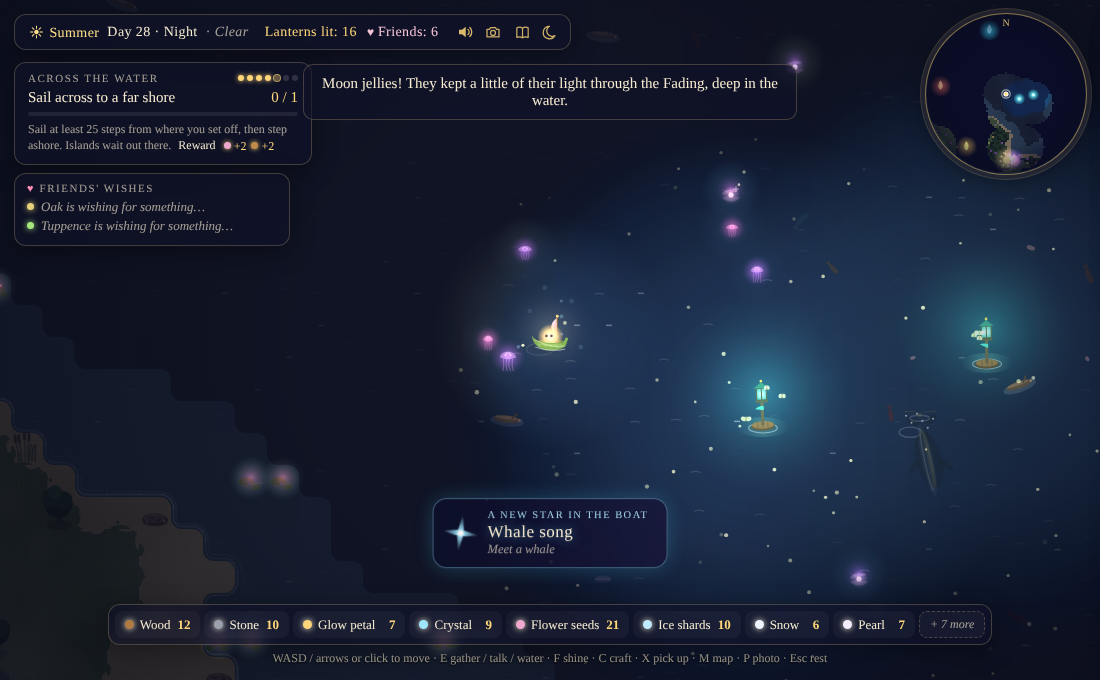 Summer Day 28 · Night · Clear Lanterns lit: 16 ♥ Friends: 6
N
ACROSS THE WATER
Sail across to a far shore 0 / 1
Sail at least 25 steps from where you set off, then step
ashore. Islands wait out there. Reward +2 +2
Moon jellies! They kept a little of their light through the Fading, deep in the
water.
♥ FRIENDS' WISHES
Oak is wishing for something…
Tuppence is wishing for something…
A NEW STAR IN THE BOAT
Whale song
Meet a whale
Wood 12 Stone 10 Glow petal 7 Crystal 9 Flower seeds 21 Ice shards 10 Snow 6 Pearl 7 + 7 more
WASD / arrows or click to move · E gather / talk / water · F shine · C craft · X pick up · M map · P photo · Esc rest